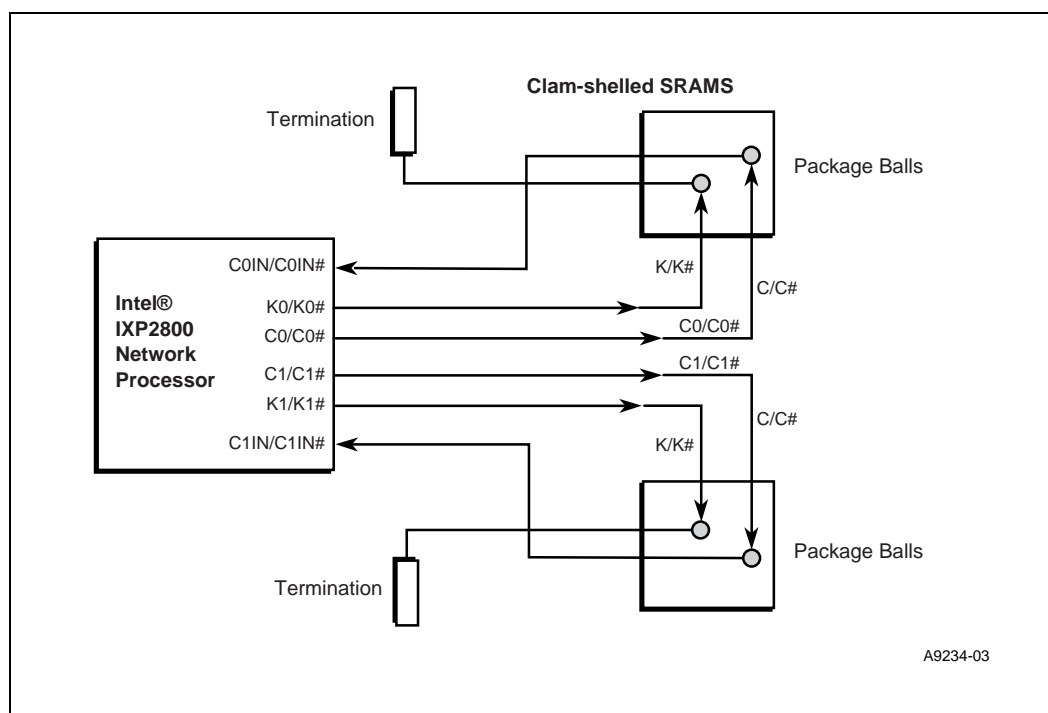 Clam-shelled SRAMS
Termination
Package Balls
C0IN/C0IN#
K/K#
C/C#
Intel®
IXP2800
Network
Processor
K0/K0#
C0/C0#
C0/C0#
C1/C1#
C1/C1#
K1/K1#
C/C#
C1IN/C1IN#
K/K#
Package Balls
Termination
A9234-03